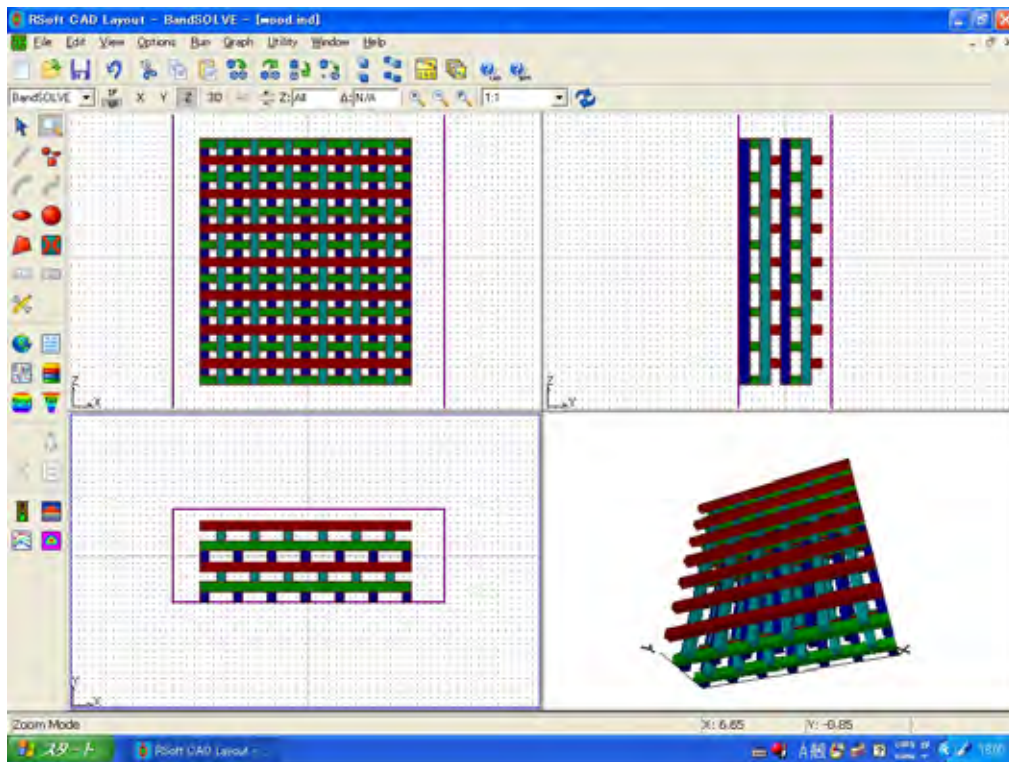 RSoft CAD Layout - BandSOLVE - [wood.ind]
File Edit View Options Run Graph Utility Window Help
BandSOLVE X Y Z 3D Z: All Δ: N/A 1:1
Z
X
Z
Y
Y
X
Y
X
Zoom Mode X: 6.65 Y: -0.85
スタート RSoft CAD Layout - ... A 般